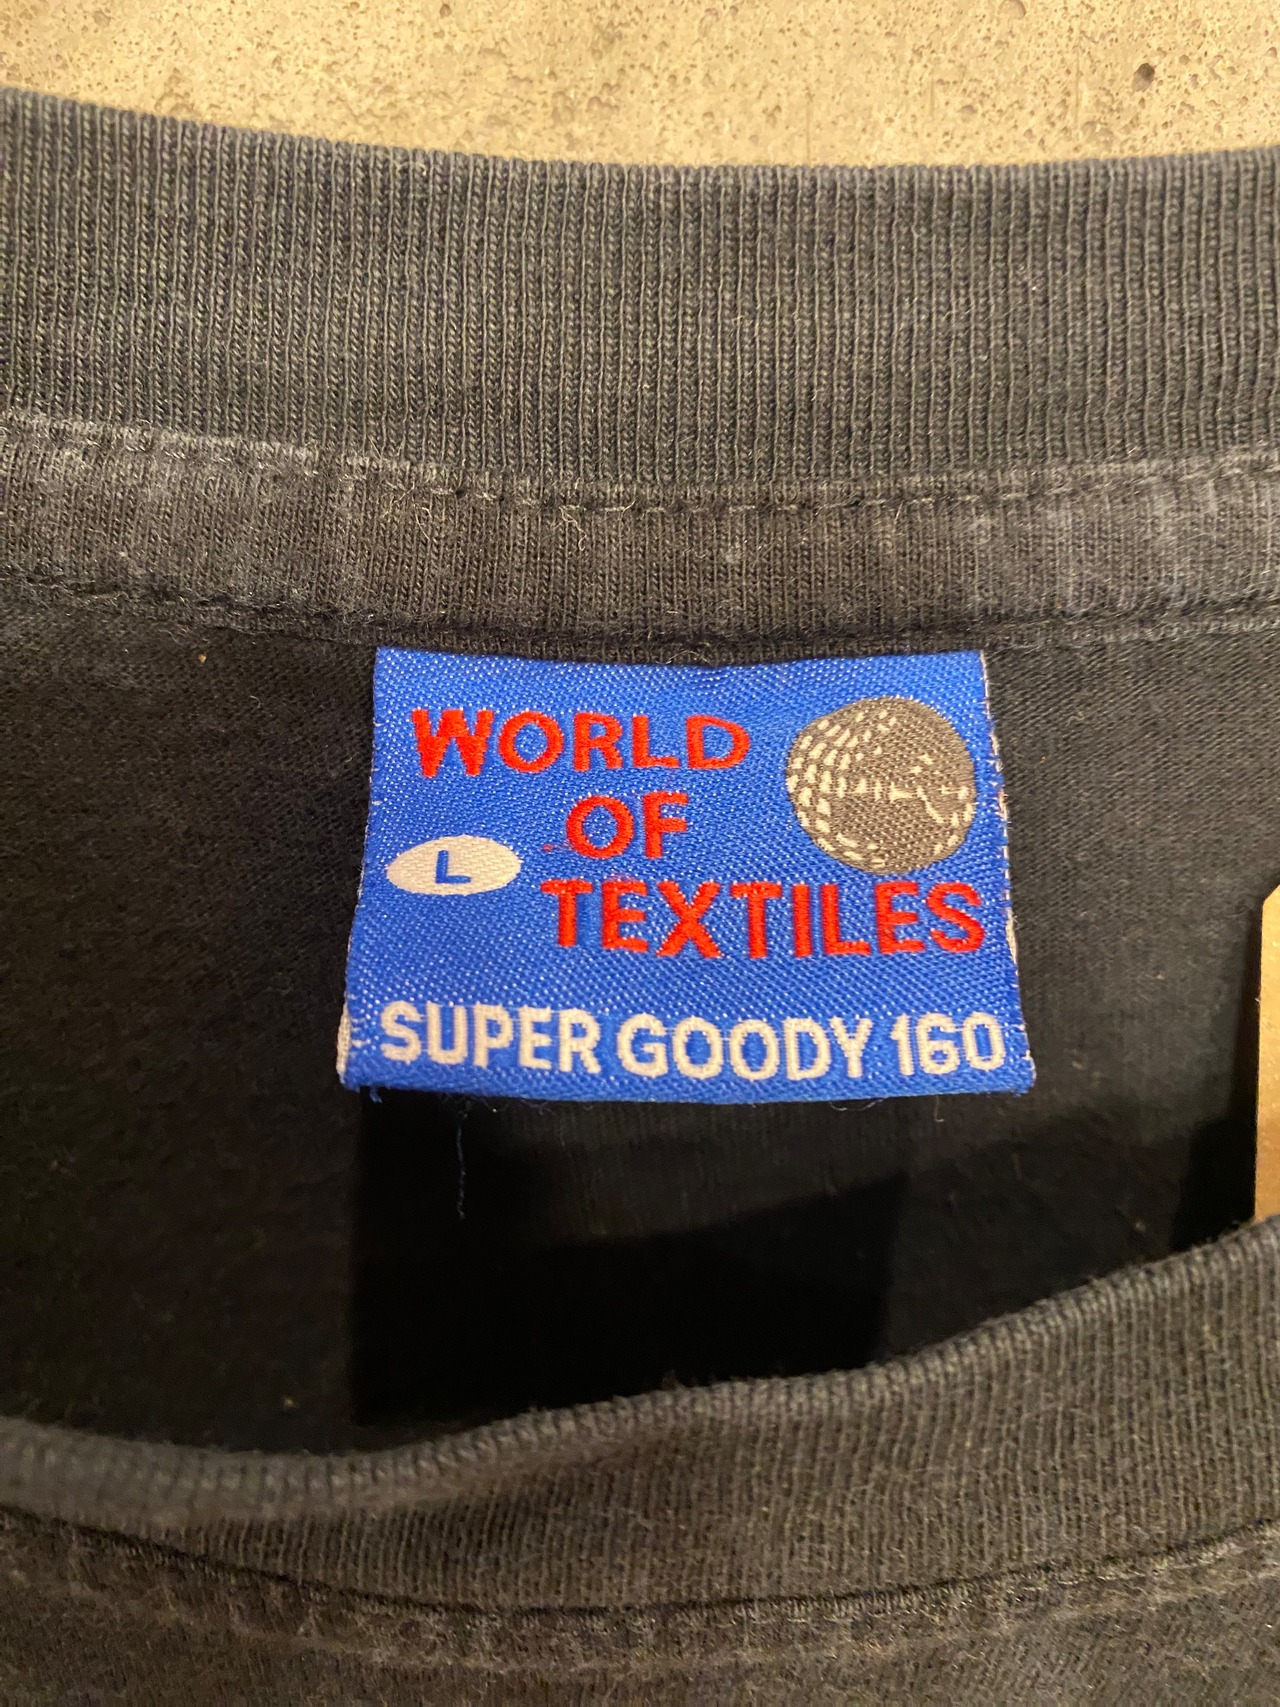 WORLD
OF
L
TEXTILES
SUPER GOODY 160